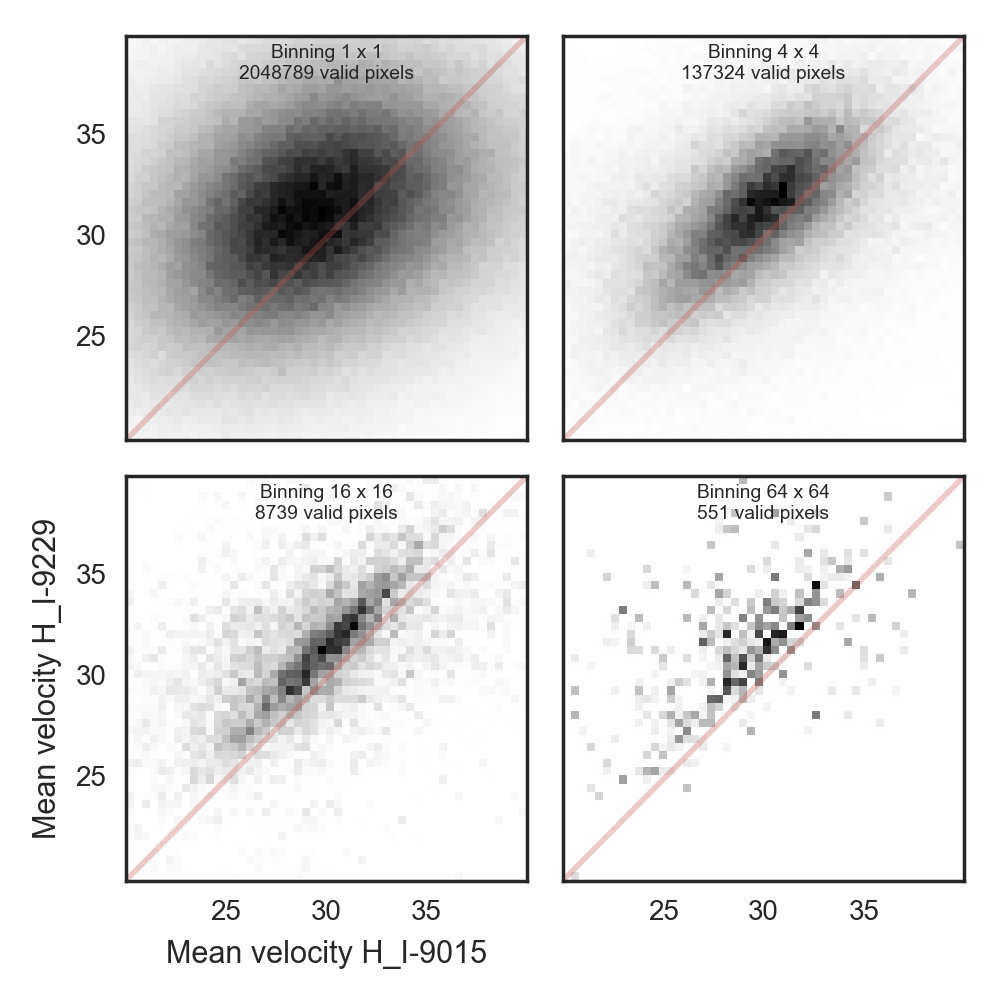 Binning 1 x 1
2048789 valid pixels
Binning 4 x 4
137324 valid pixels
35
30
25
Binning 16 x 16
8739 valid pixels
Binning 64 x 64
551 valid pixels
35
30
25
Mean velocity H_I-9229
25 30 35
25 30 35
Mean velocity H_I-9015